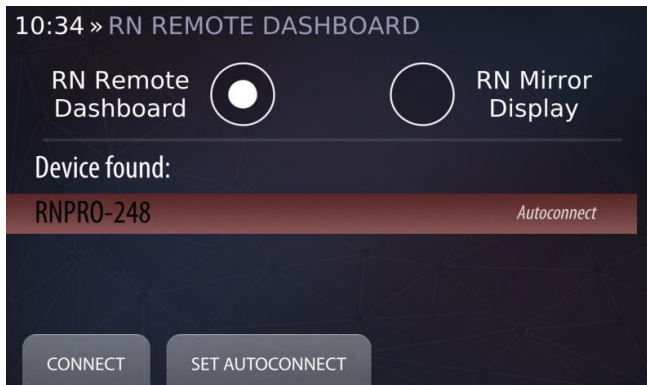 10:34 » RN REMOTE DASHBOARD
RN Remote
Dashboard
RN Mirror
Display
Device found:
RNPRO-248
Autoconnect
CONNECT
SET AUTOCONNECT